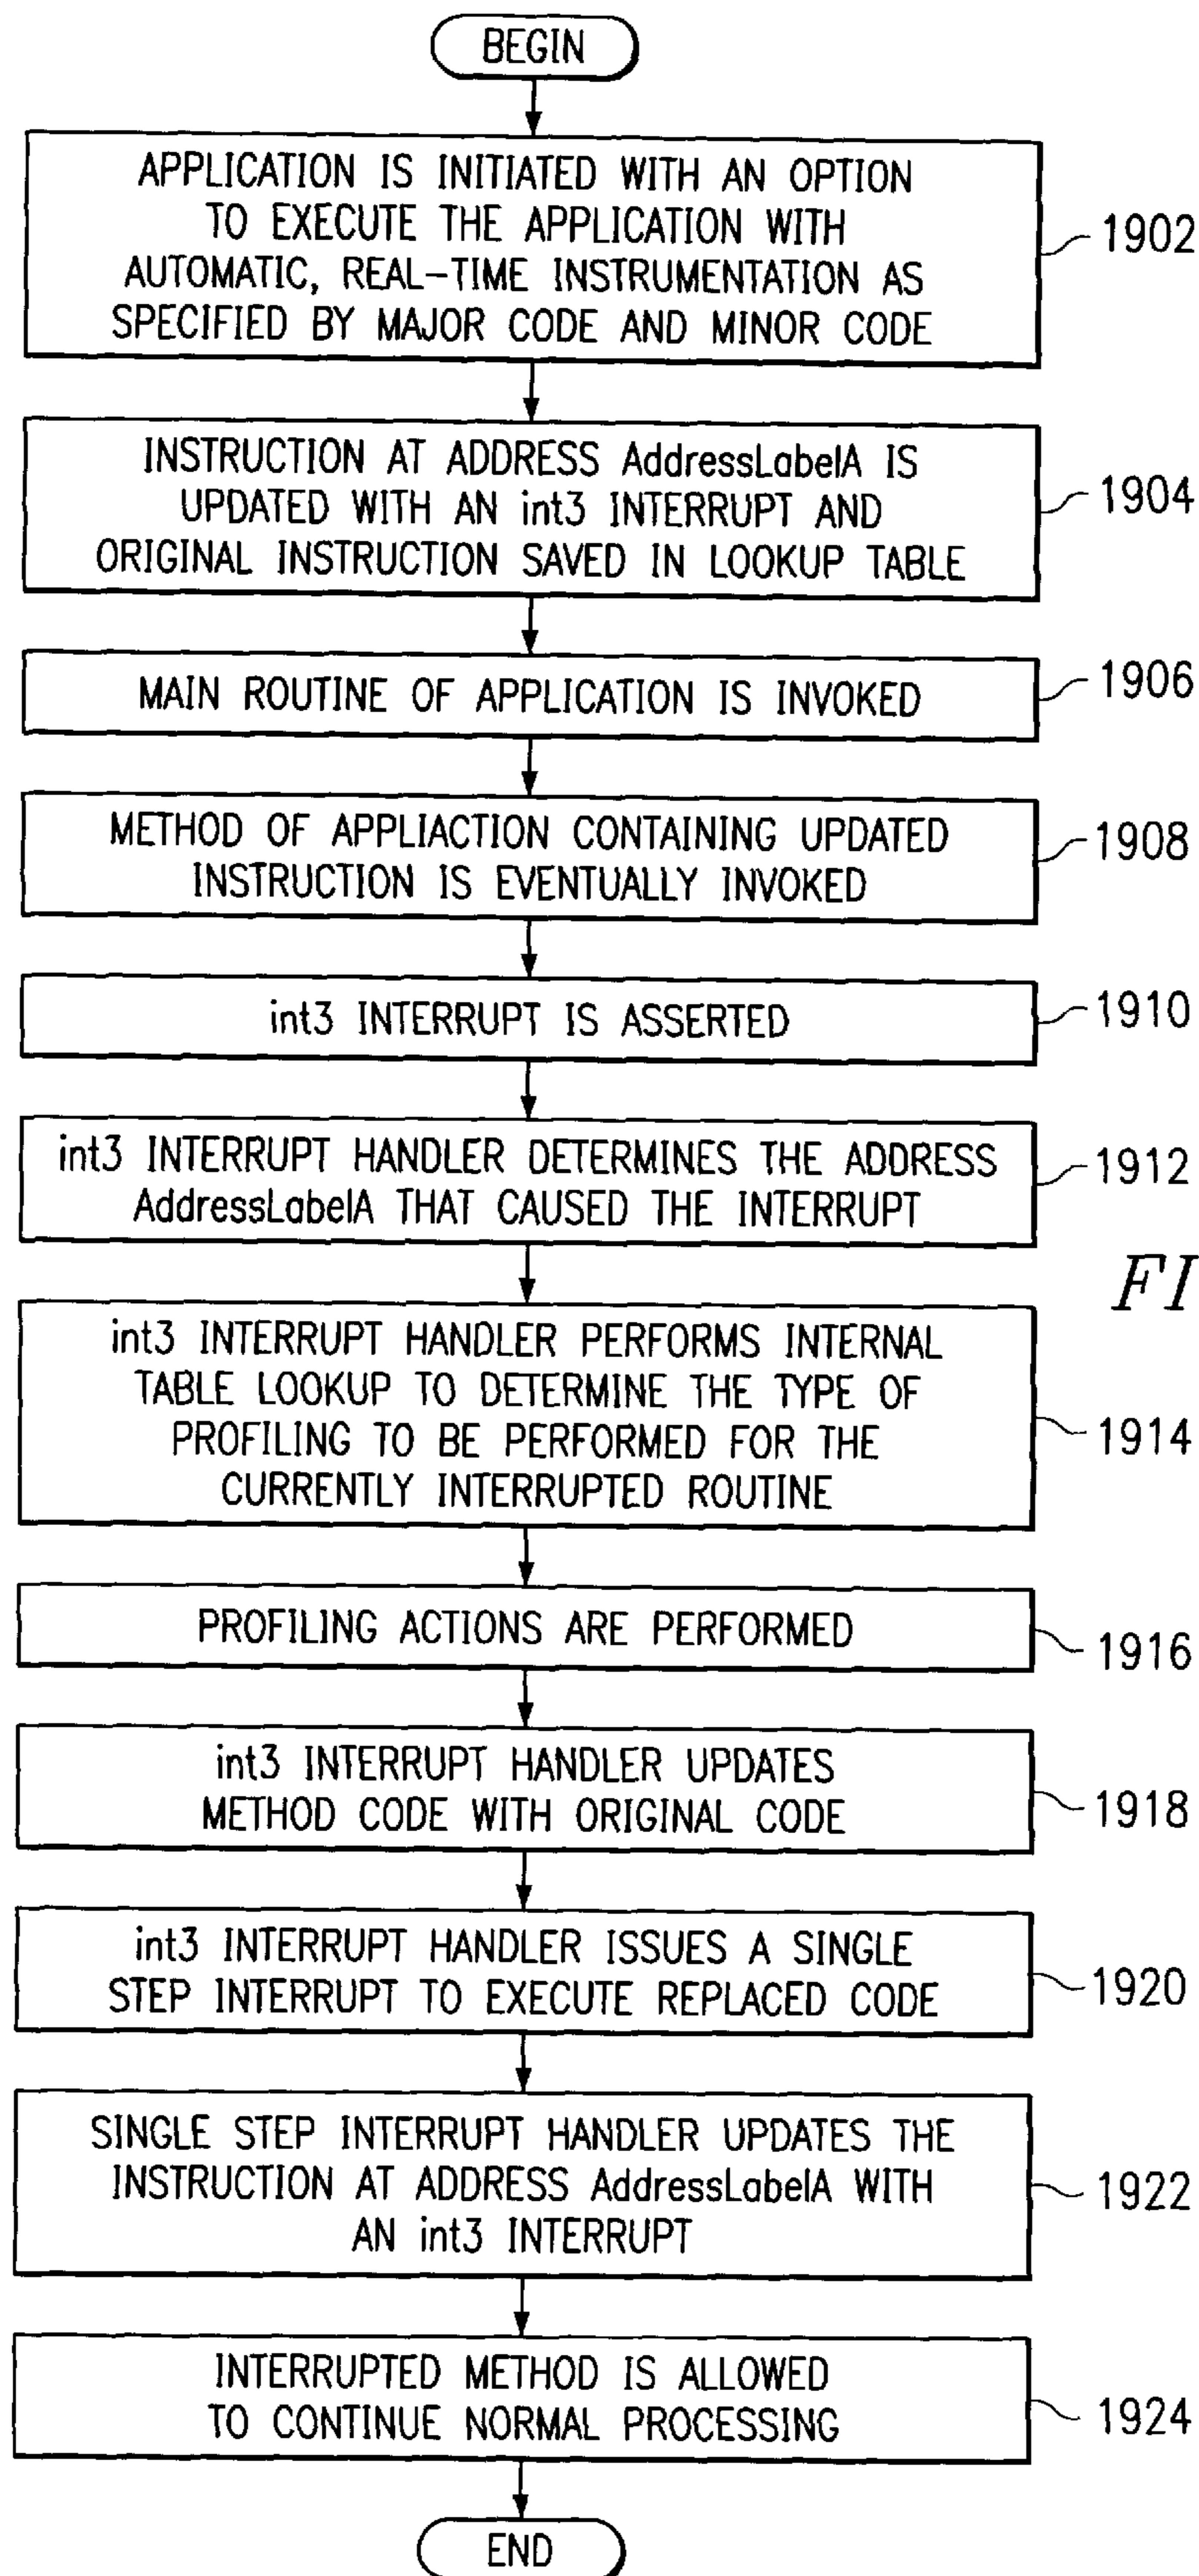 BEGIN
APPLICATION IS INITIATED WITH AN OPTION
TO EXECUTE THE APPLICATION WITH
AUTOMATIC, REAL-TIME INSTRUMENTATION AS
SPECIFIED BY MAJOR CODE AND MINOR CODE
1902
INSTRUCTION AT ADDRESS AddressLabelA IS
UPDATED WITH AN int3 INTERRUPT AND
ORIGINAL INSTRUCTION SAVED IN LOOKUP TABLE
1904
MAIN ROUTINE OF APPLICATION IS INVOKED
1906
METHOD OF APPLIACTION CONTAINING UPDATED
INSTRUCTION IS EVENTUALLY INVOKED
1908
int3 INTERRUPT IS ASSERTED
1910
int3 INTERRUPT HANDLER DETERMINES THE ADDRESS
AddressLabelA THAT CAUSED THE INTERRUPT
1912
FI
int3 INTERRUPT HANDLER PERFORMS INTERNAL
TABLE LOOKUP TO DETERMINE THE TYPE OF
PROFILING TO BE PERFORMED FOR THE
CURRENTLY INTERRUPTED ROUTINE
1914
PROFILING ACTIONS ARE PERFORMED
1916
int3 INTERRUPT HANDLER UPDATES
METHOD CODE WITH ORIGINAL CODE
1918
int3 INTERRUPT HANDLER ISSUES A SINGLE
STEP INTERRUPT TO EXECUTE REPLACED CODE
1920
SINGLE STEP INTERRUPT HANDLER UPDATES THE
INSTRUCTION AT ADDRESS AddressLabelA WITH
AN int3 INTERRUPT
1922
INTERRUPTED METHOD IS ALLOWED
TO CONTINUE NORMAL PROCESSING
1924
END